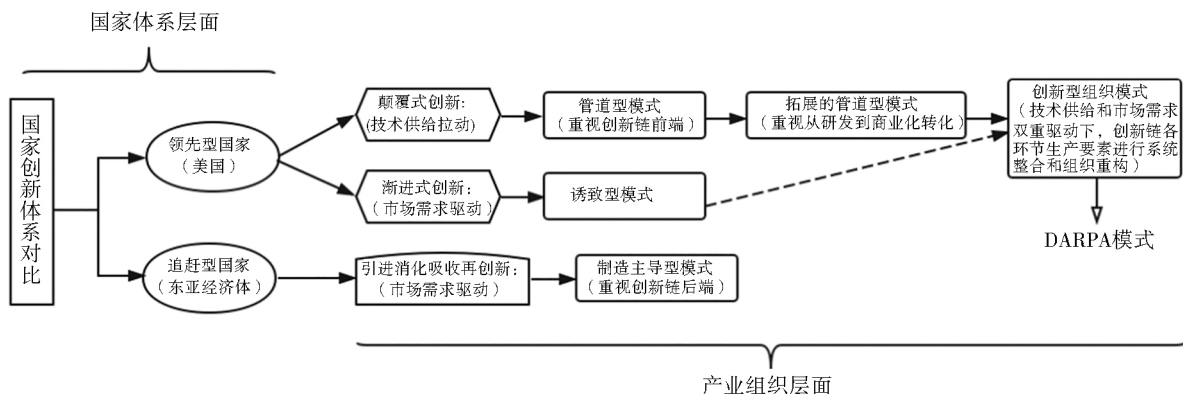 国家体系层面
国家创新体系对比
领先型国家
（美国）
颠覆式创新：
(技术供给拉动）
管道型模式
（重视创新链前端）
拓展的管道型模式
（重视从研发到商业化转化）
创新型组织模式
（技术供给和市场需求
双重驱动下，创新链各
环节生产要素进行系统
整合和组织重构）
渐进式创新：
（市场需求驱动）
诱致型模式
DARPA模式
追赶型国家
（东亚经济体）
引进消化吸收再创新：
（市场需求驱动）
制造主导型模式
（重视创新链后端）
产业组织层面